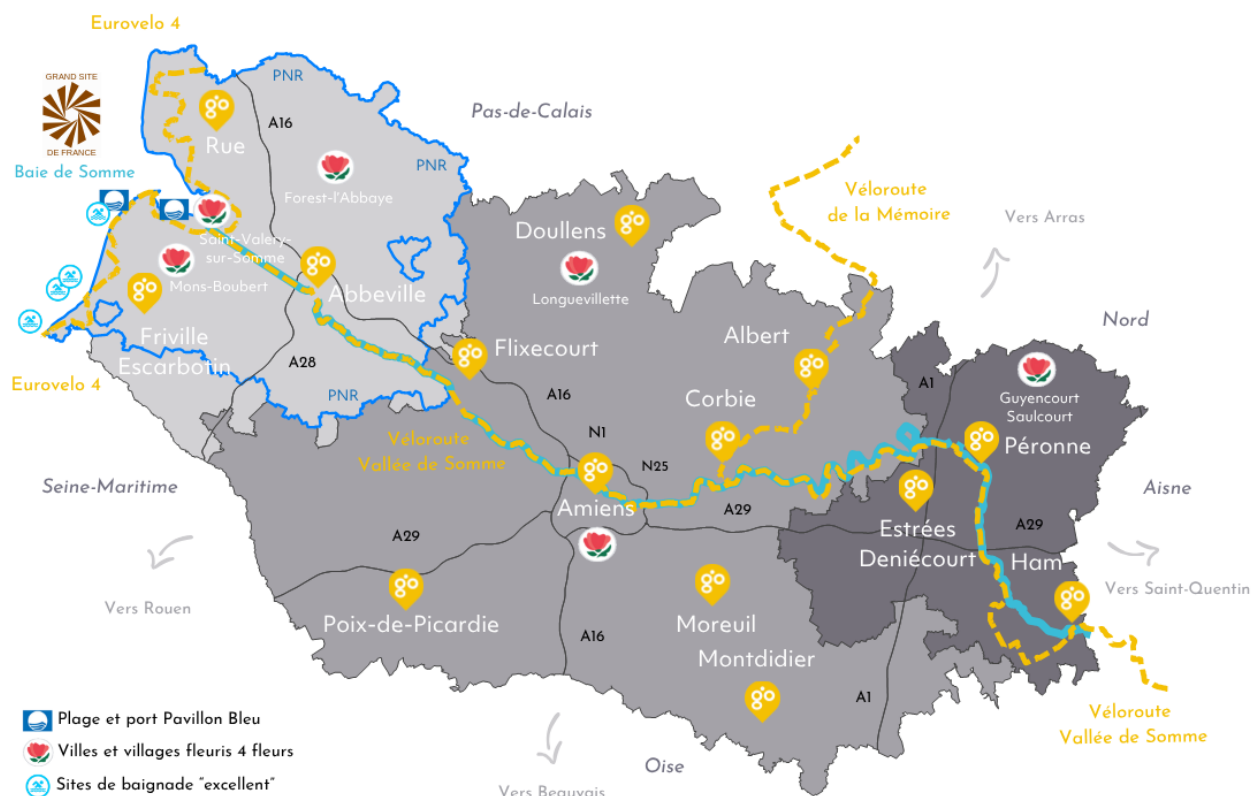 Eurovelo 4
GRAND SITE
DE FRANCE
Baie de Somme
PNR
A16
Rue
Pas-de-Calais
PNR
Forest-l'Abbaye
Véloroute
de la Mémoire
Vers Arras
Saint-Valery-
sur-Somme
Doullens
Longuevillette
Mons-Boubert
Abbeville
Friville
Escarbotin
Eurovelo 4
A28
PNR
Flixecourt
A16
Albert
Nord
A1
Guyencourt
Saulcourt
Corbie
Péronne
N1
Véloroute
Vallée de Somme
N25
Seine-Maritime
Amiens
A29
Aisne
Estrées
Deniécourt
A29
Ham
A29
Vers Rouen
Vers Saint-Quentin
Poix-de-Picardie
A16
Moreuil
Montdidier
A1
Véloroute
Vallée de Somme
Plage et port Pavillon Bleu
Villes et villages fleuris 4 fleurs
Sites de baignade "excellent"
Oise
Vers Beauvais